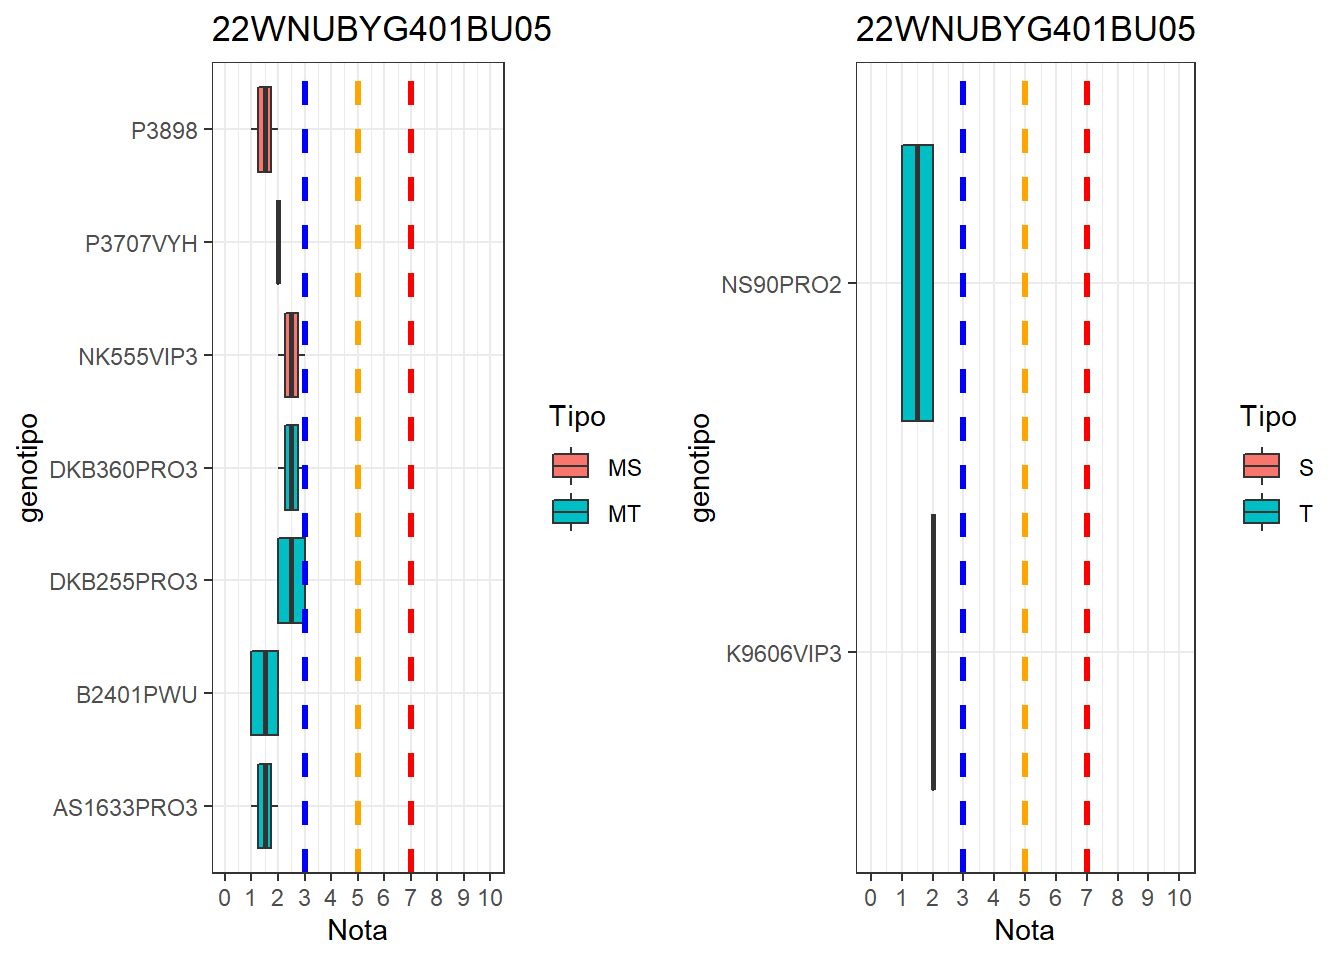 22WNUBYG401BU05
P3898
P3707VYH
NK555VIP3
DKB360PRO3
DKB255PRO3
B2401PWU
AS1633PRO3
genotipo
0 1 2 3 4 5 6 7 8 9 10
Nota
Tipo
MS
MT
22WNUBYG401BU05
NS90PRO2
K9606VIP3
genotipo
0 1 2 3 4 5 6 7 8 9 10
Nota
Tipo
S
T